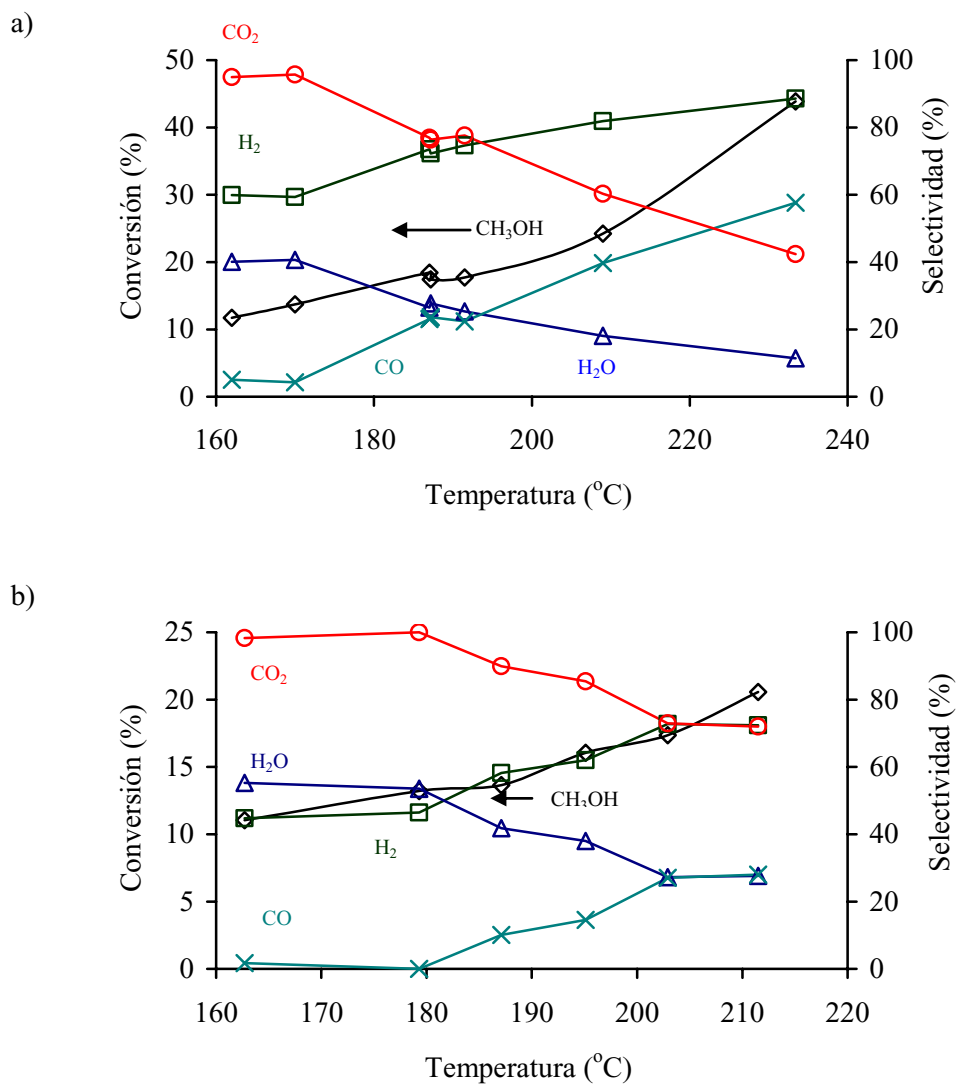 a)
CO₂
50
40
30
20
10
0
Conversión (%)
H₂
CH₃OH
CO
H₂O
100
80
60
40
20
0
Selectividad (%)
160 180 200 220 240
Temperatura (°C)
b)
25
20
15
10
5
0
Conversión (%)
CO₂
H₂O
CH₃OH
H₂
CO
100
80
60
40
20
0
Selectividad (%)
160 170 180 190 200 210 220
Temperatura (°C)